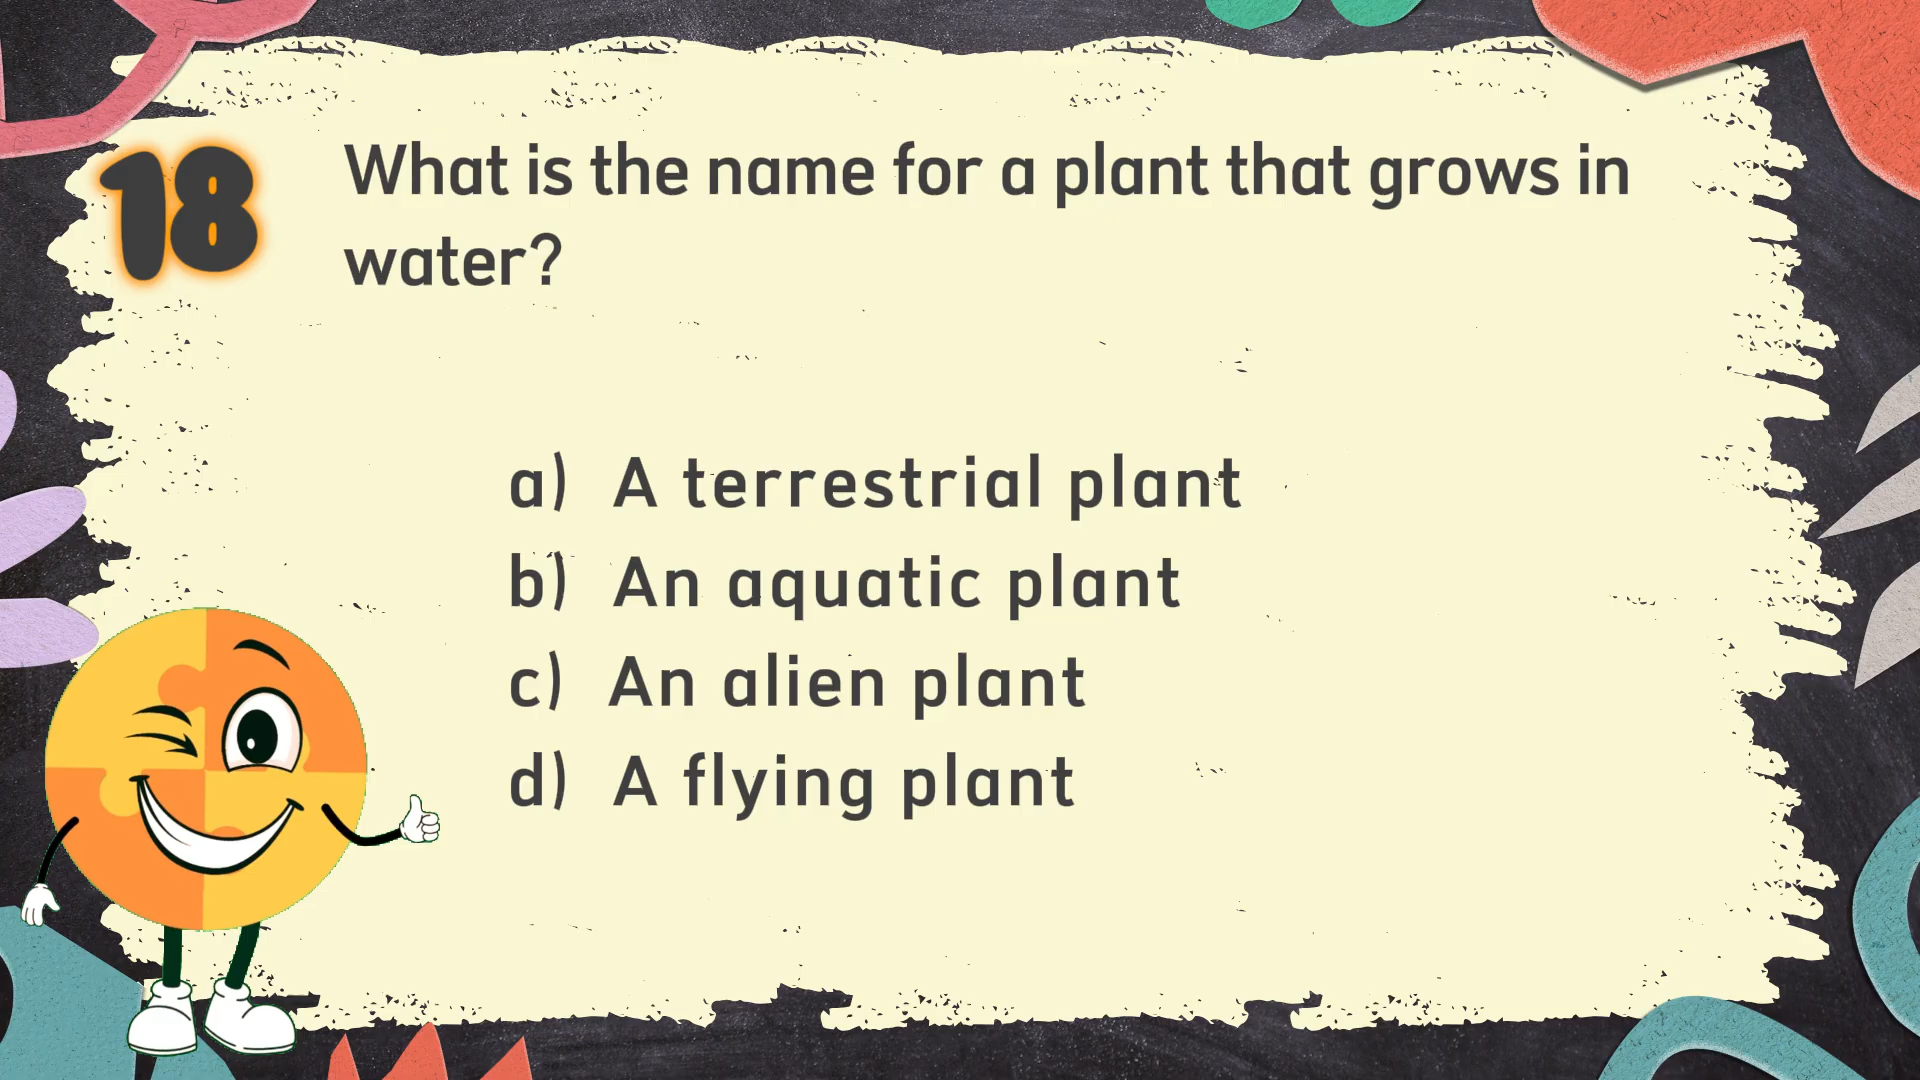 18
What is the name for a plant that grows in
water?
a) A terrestrial plant
b) An aquatic plant
c) An alien plant
d) A flying plant